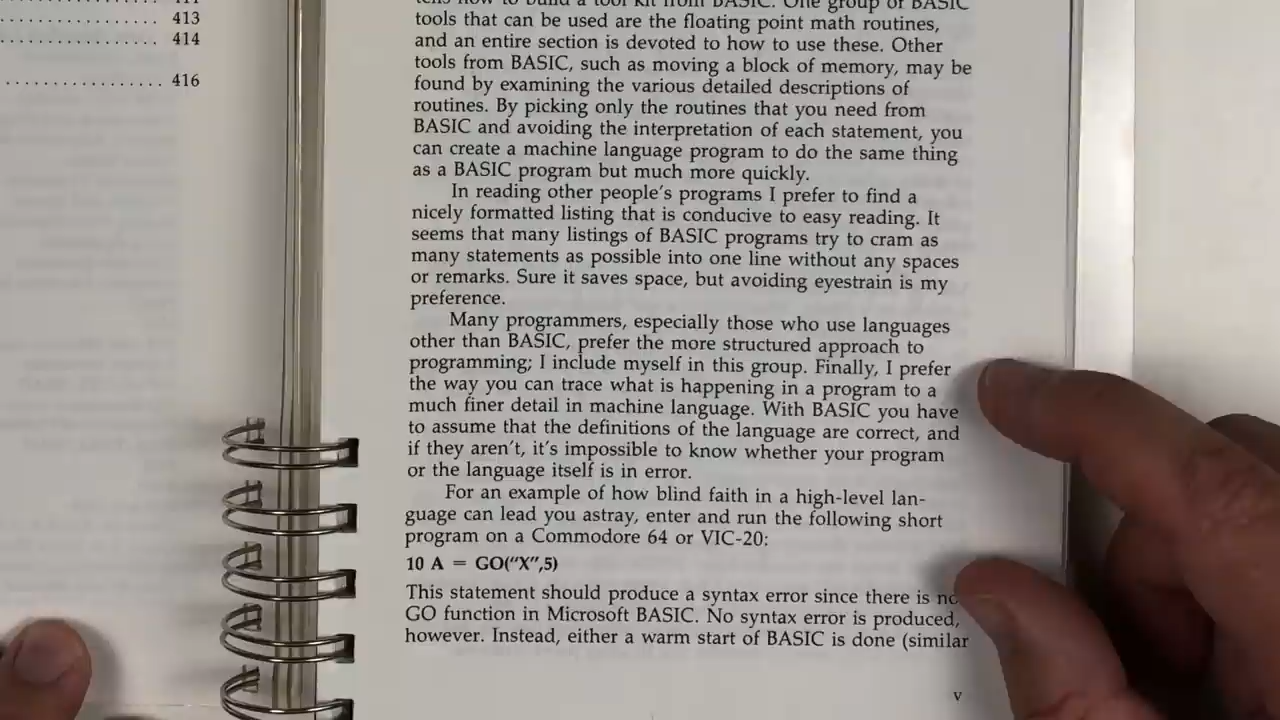 413
414
416
tells how to build a tool kit from BASIC. One group of BASIC
tools that can be used are the floating point math routines,
and an entire section is devoted to how to use these. Other
tools from BASIC, such as moving a block of memory, may be
found by examining the various detailed descriptions of
routines. By picking only the routines that you need from
BASIC and avoiding the interpretation of each statement, you
can create a machine language program to do the same thing
as a BASIC program but much more quickly.
In reading other people's programs I prefer to find a
nicely formatted listing that is conducive to easy reading. It
seems that many listings of BASIC programs try to cram as
many statements as possible into one line without any spaces
or remarks. Sure it saves space, but avoiding eyestrain is my
preference.
Many programmers, especially those who use languages
other than BASIC, prefer the more structured approach to
programming; I include myself in this group. Finally, I prefer
the way you can trace what is happening in a program to a
much finer detail in machine language. With BASIC you have
to assume that the definitions of the language are correct, and
if they aren't, it's impossible to know whether your program
or the language itself is in error.
For an example of how blind faith in a high-level lan-
guage can lead you astray, enter and run the following short
program on a Commodore 64 or VIC-20:
10 A = GO("X",5)
This statement should produce a syntax error since there is no
GO function in Microsoft BASIC. No syntax error is produced,
however. Instead, either a warm start of BASIC is done (similar
v